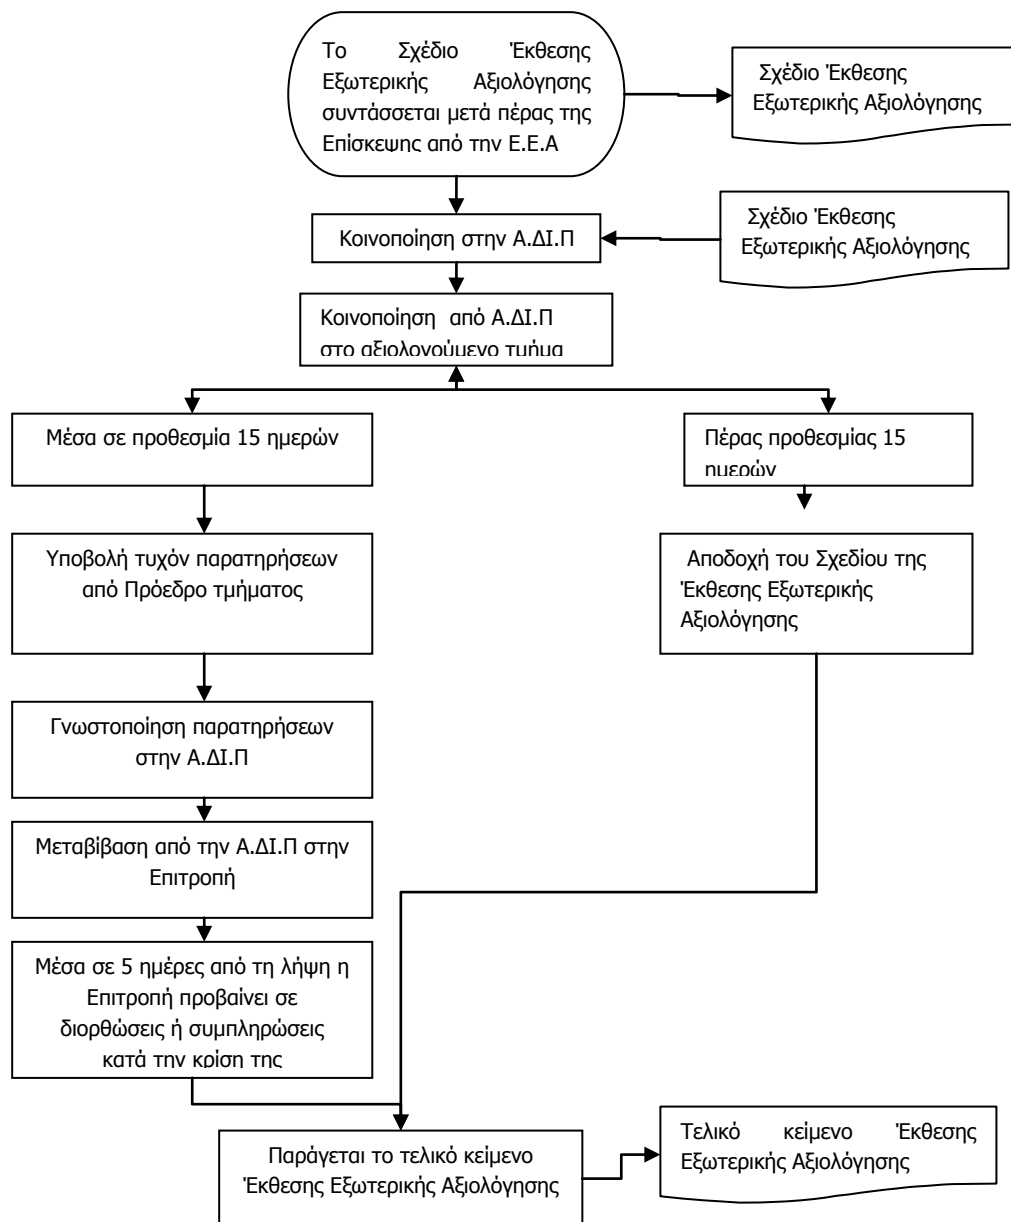 Το Σχέδιο Έκθεσης
Εξωτερικής Αξιολόγησης
συντάσσεται μετά πέρας της
Επίσκεψης από την Ε.Ε.Α
Σχέδιο Έκθεσης
Εξωτερικής Αξιολόγησης
Κοινοποίηση στην Α.ΔΙ.Π
Σχέδιο Έκθεσης
Εξωτερικής Αξιολόγησης
Κοινοποίηση από Α.ΔΙ.Π
στο αξιολογούμενο τμήμα
Μέσα σε προθεσμία 15 ημερών
Πέρας προθεσμίας 15
ημερών
Υποβολή τυχόν παρατηρήσεων
από Πρόεδρο τμήματος
Αποδοχή του Σχεδίου της
Έκθεσης Εξωτερικής
Αξιολόγησης
Γνωστοποίηση παρατηρήσεων
στην Α.ΔΙ.Π
Μεταβίβαση από την Α.ΔΙ.Π στην
Επιτροπή
Μέσα σε 5 ημέρες από τη λήψη η
Επιτροπή προβαίνει σε
διορθώσεις ή συμπληρώσεις
κατά την κρίση της
Παράγεται το τελικό κείμενο
Έκθεσης Εξωτερικής Αξιολόγησης
Τελικό κείμενο Έκθεσης
Εξωτερικής Αξιολόγησης